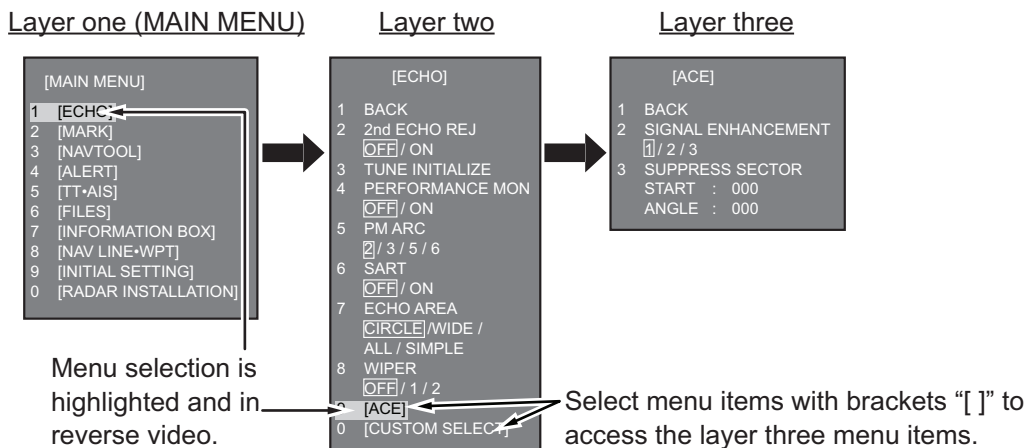 Layer one (MAIN MENU)
Layer two
Layer three
[MAIN MENU]
1 [ECHO]
2 [MARK]
3 [NAVTOOL]
4 [ALERT]
5 [TT•AIS]
6 [FILES]
7 [INFORMATION BOX]
8 [NAV LINE•WPT]
9 [INITIAL SETTING]
0 [RADAR INSTALLATION]
[ECHO]
1 BACK
2 2nd ECHO REJ
OFF / ON
3 TUNE INITIALIZE
4 PERFORMANCE MON
OFF / ON
5 PM ARC
2 / 3 / 5 / 6
6 SART
OFF / ON
7 ECHO AREA
CIRCLE /WIDE /
ALL / SIMPLE
8 WIPER
OFF / 1 / 2
9 [ACE]
0 [CUSTOM SELECT]
[ACE]
1 BACK
2 SIGNAL ENHANCEMENT
1 / 2 / 3
3 SUPPRESS SECTOR
START : 000
ANGLE : 000
Menu selection is
highlighted and in
reverse video.
Select menu items with brackets “[ ]” to
access the layer three menu items.